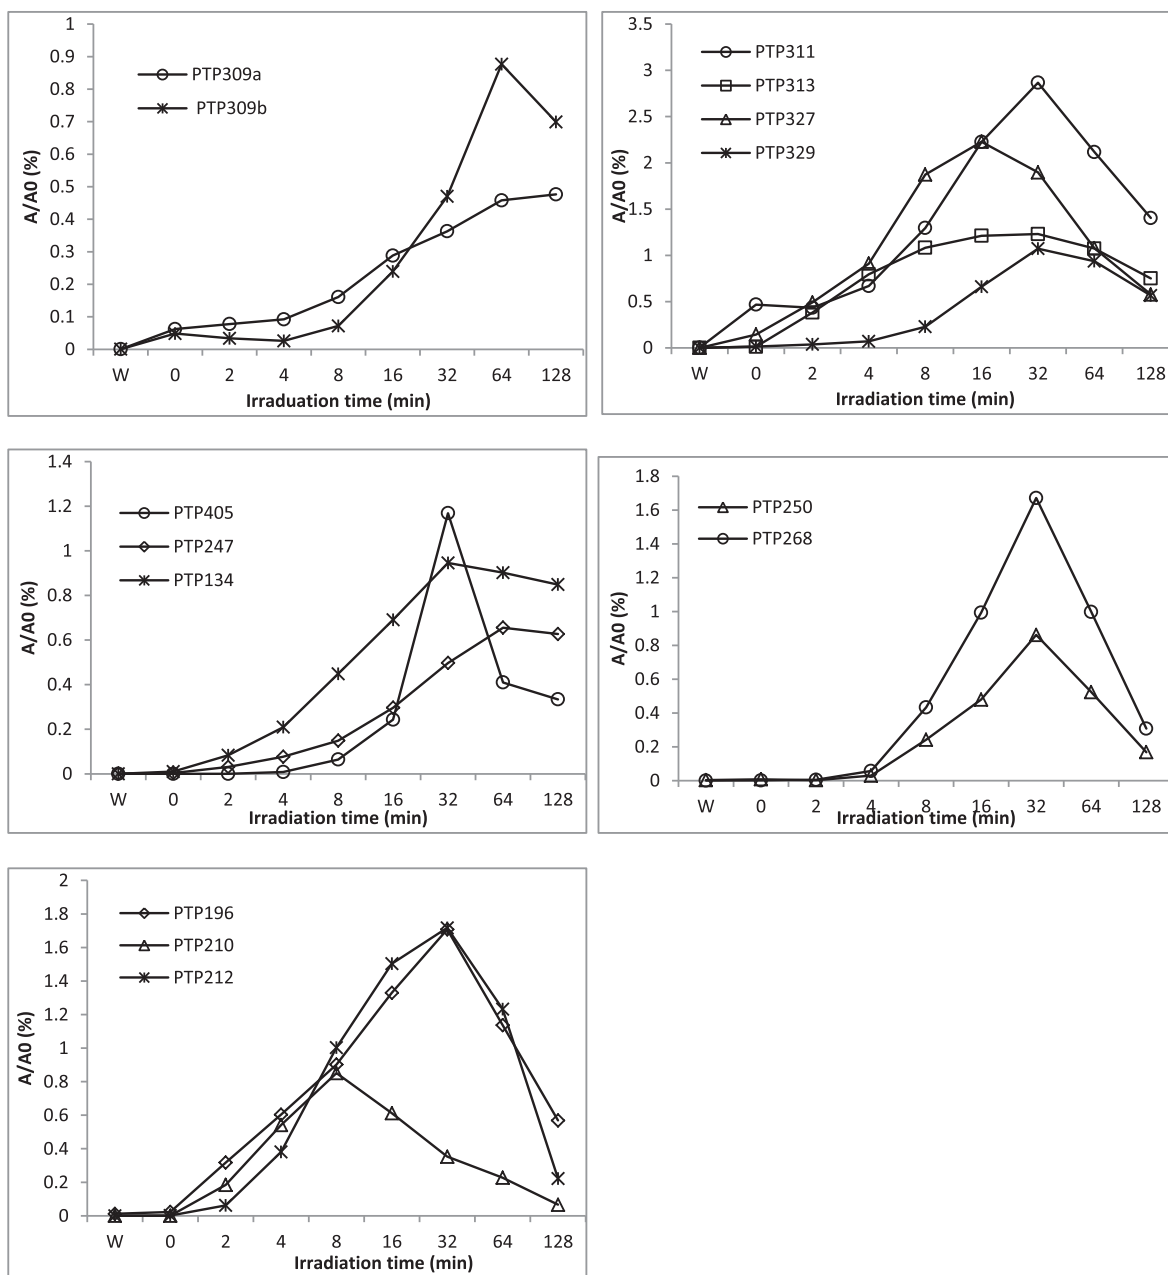 1
0.9
0.8
0.7
0.6
0.5
0.4
0.3
0.2
0.1
0
A/A0 (%)
PTP309a
PTP309b
W 0 2 4 8 16 32 64 128
Irraduation time (min)
3.5
3
2.5
2
1.5
1
0.5
0
A/A0 (%)
PTP311
PTP313
PTP327
PTP329
W 0 2 4 8 16 32 64 128
Irradiation time (min)
1.4
1.2
1
0.8
0.6
0.4
0.2
0
A/A0 (%)
PTP405
PTP247
PTP134
W 0 2 4 8 16 32 64 128
Irradiation time (min)
1.8
1.6
1.4
1.2
1
0.8
0.6
0.4
0.2
0
A/A0 (%)
PTP250
PTP268
W 0 2 4 8 16 32 64 128
Irradiation time (min)
2
1.8
1.6
1.4
1.2
1
0.8
0.6
0.4
0.2
0
A/A0 (%)
PTP196
PTP210
PTP212
W 0 2 4 8 16 32 64 128
Irradiation time (min)